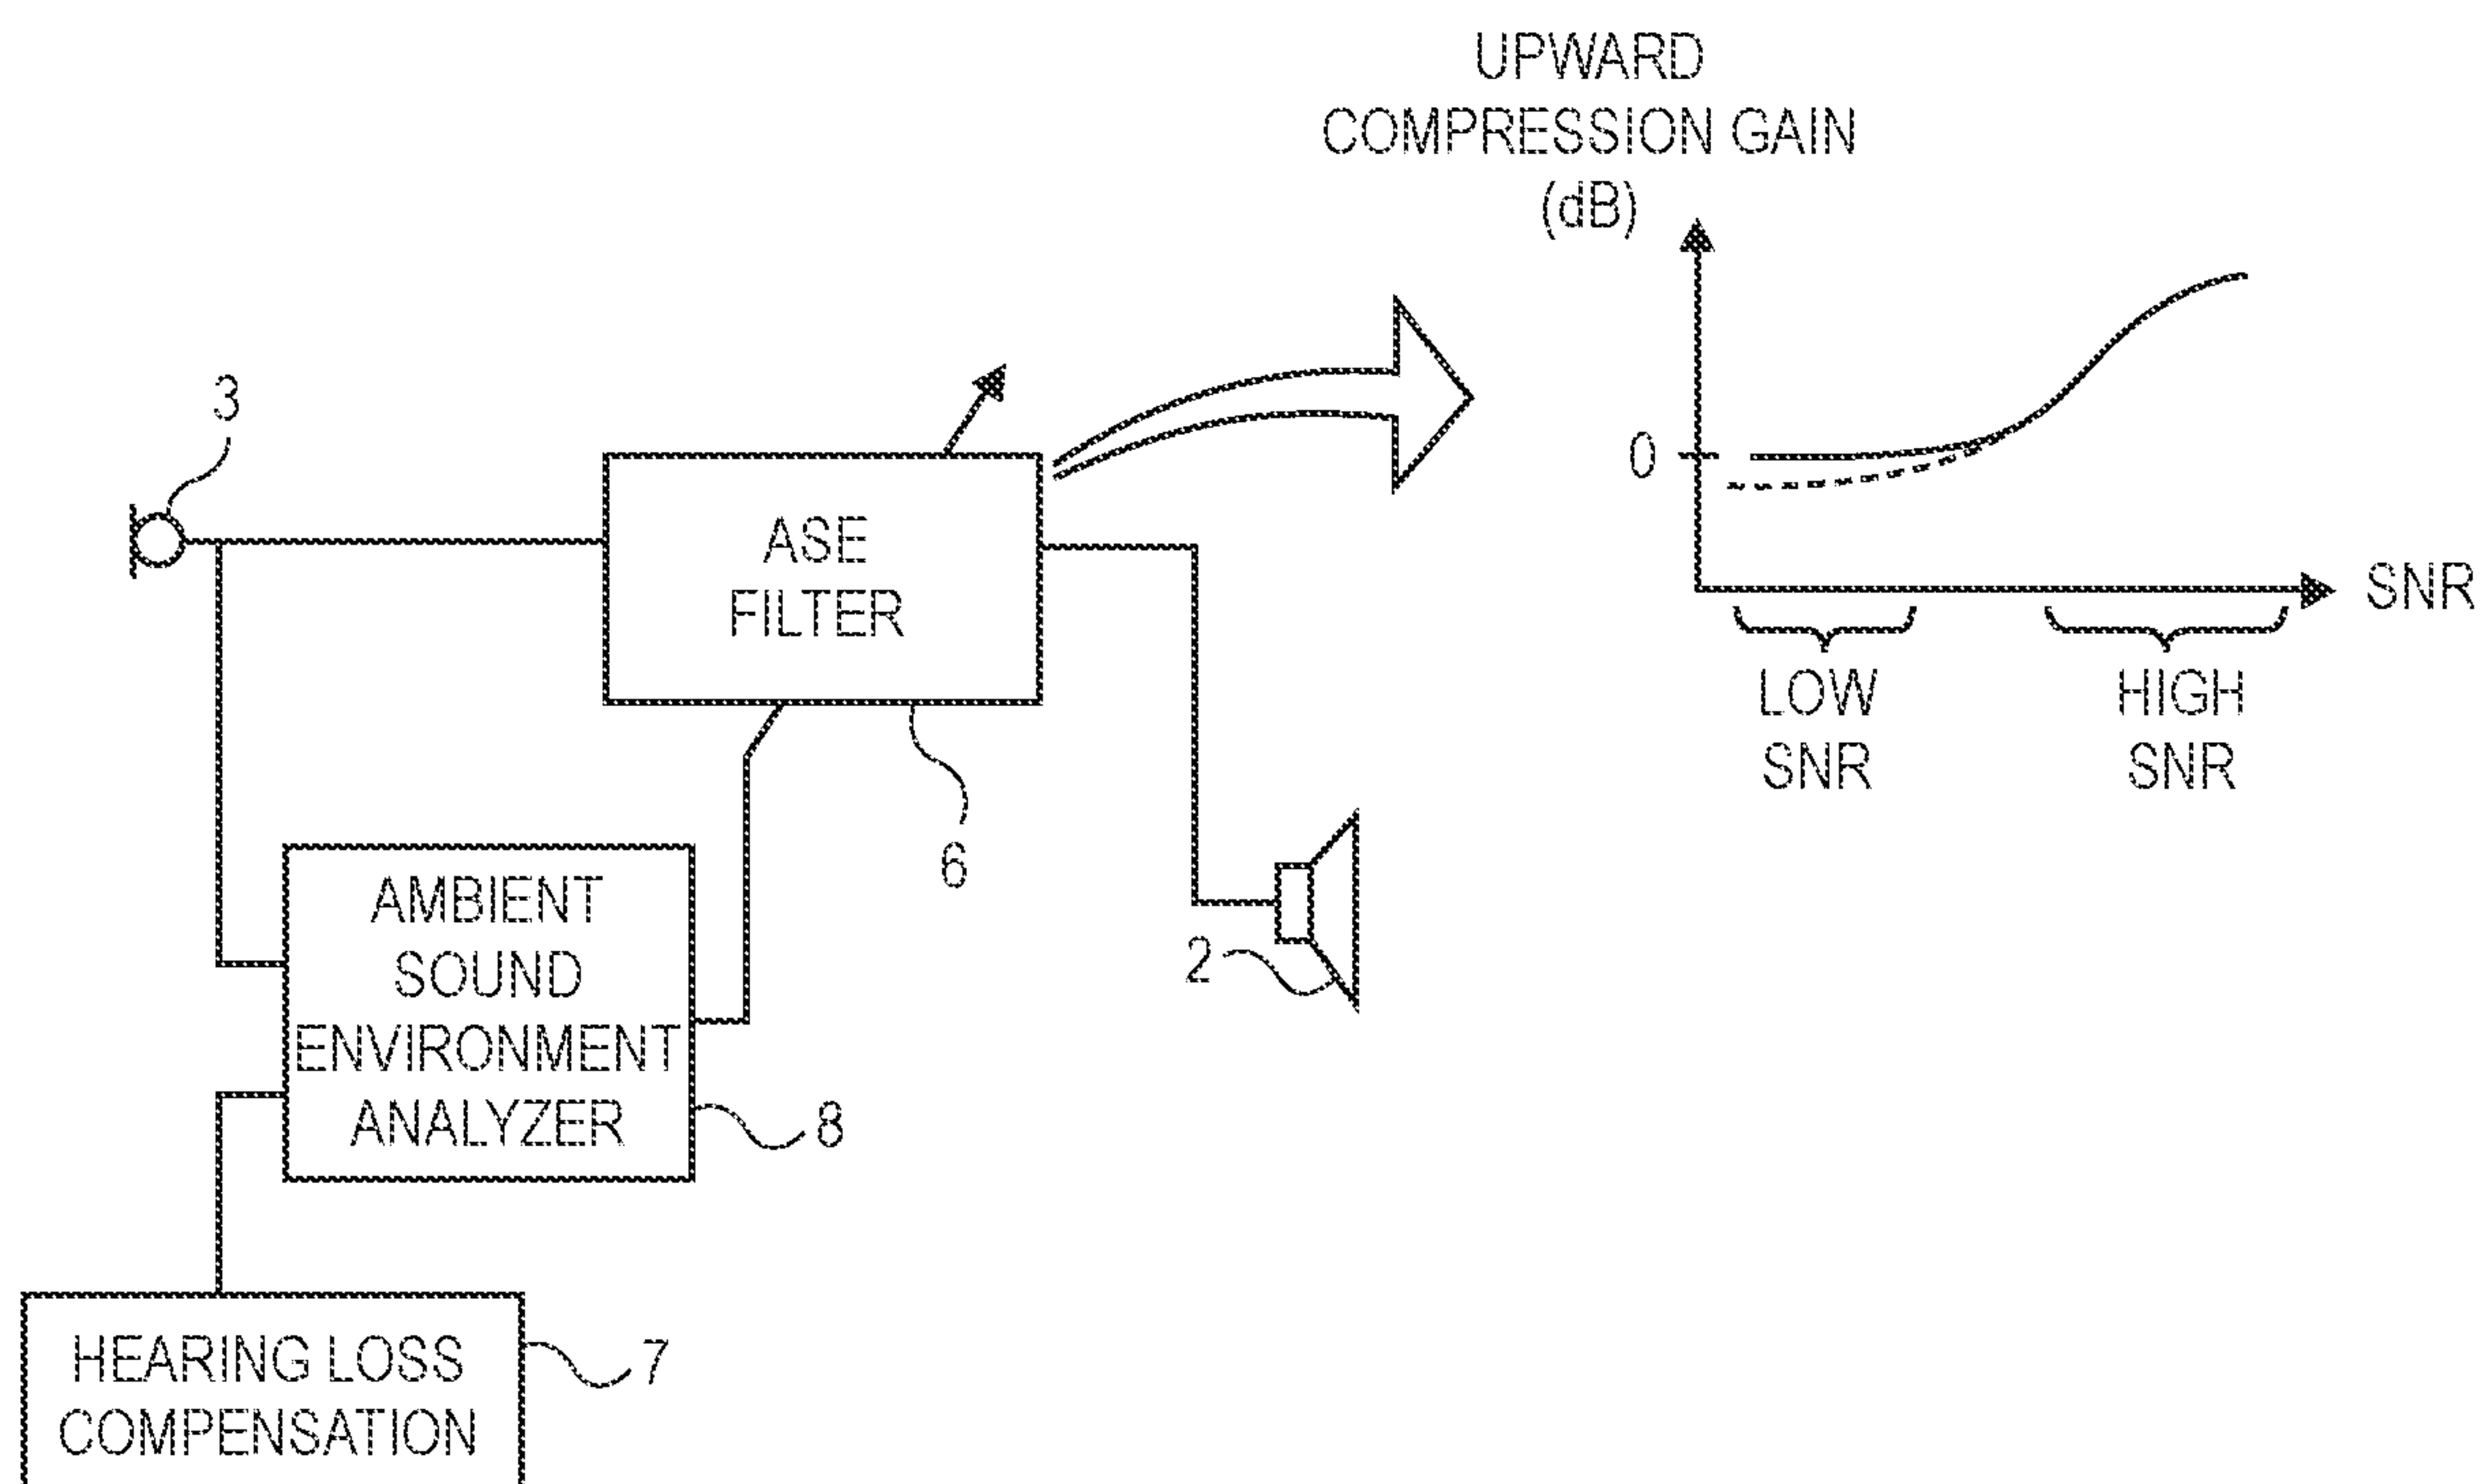 UPWARD
COMPRESSION GAIN
(dB)
3
0
ASE
FILTER
SNR
LOW
SNR
HIGH
SNR
6
AMBIENT
SOUND
ENVIRONMENT
ANALYZER
2
8
HEARING LOSS
COMPENSATION
7